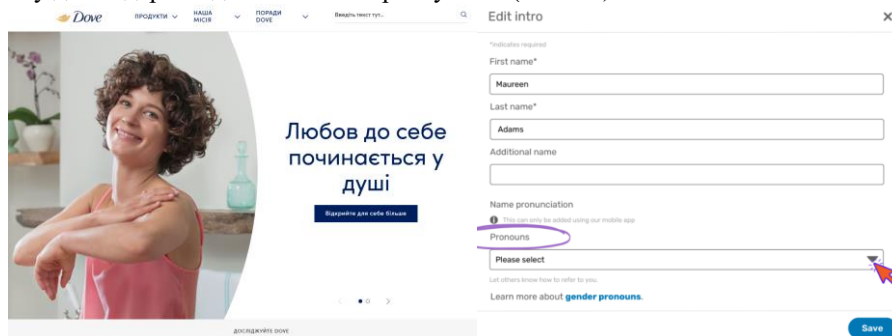 Dove
ПРОДУКТИ
НАША МІСІЯ
ПОРАДИ DOVE
Введіть текст тут...
Любов до себе
починається у
душі
Відкрийте для себе більше
ДОСЛІДЖУЙТЕ DOVE
Edit intro
*Indicates required
First name*
Maureen
Last name*
Adams
Additional name
Name pronunciation
This can only be added using our mobile app
Pronouns
Please select
Let others know how to refer to you.
Learn more about gender pronouns.
Save